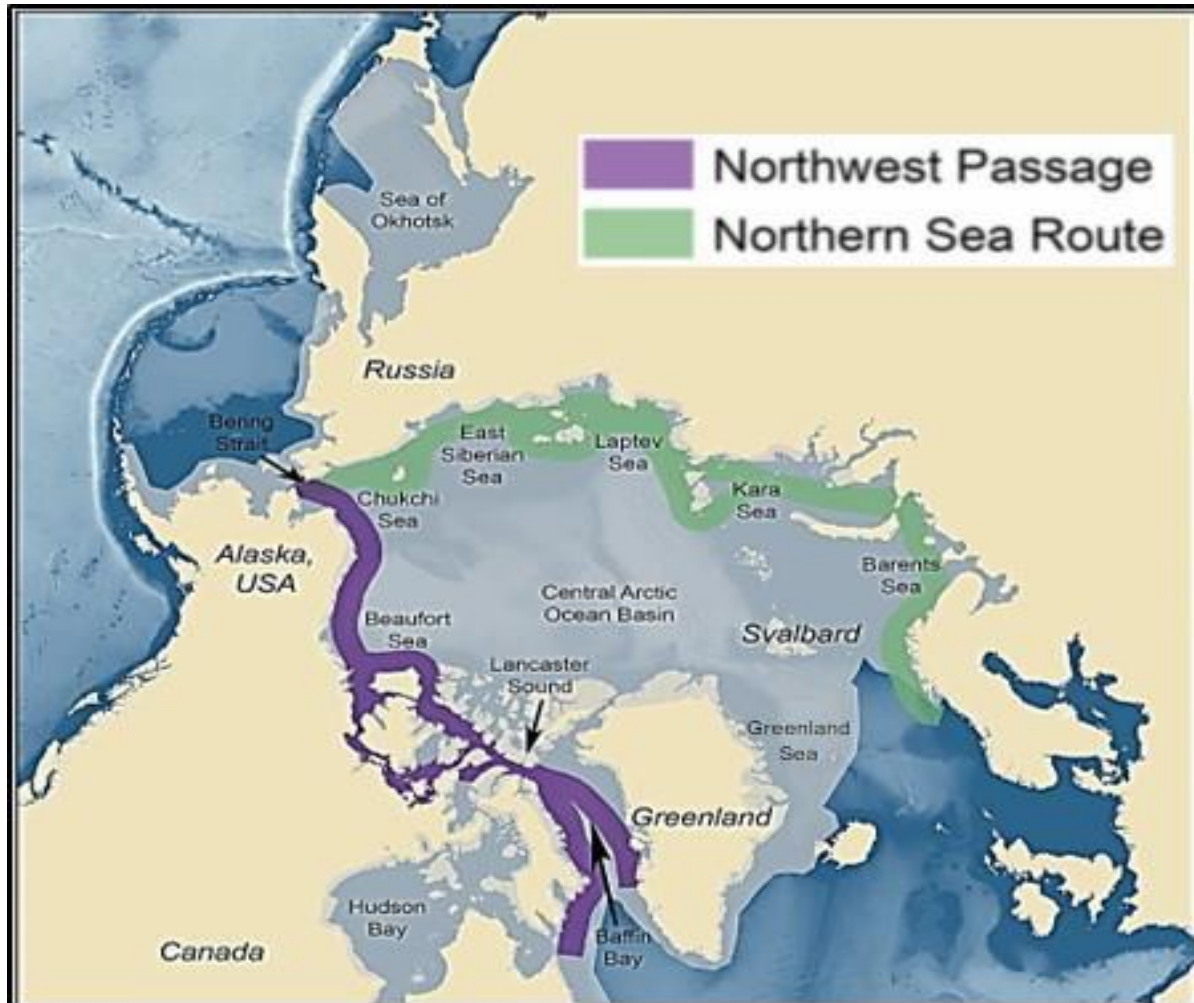 Northwest Passage
Northern Sea Route
Sea of
Okhotsk
Russia
Bering
Strait
East
Siberian
Sea
Laptev
Sea
Kara
Sea
Chukchi
Sea
Alaska,
USA
Barents
Sea
Central Arctic
Ocean Basin
Beaufort
Sea
Svalbard
Lancaster
Sound
Greenland
Sea
Greenland
Hudson
Bay
Baffin
Bay
Canada